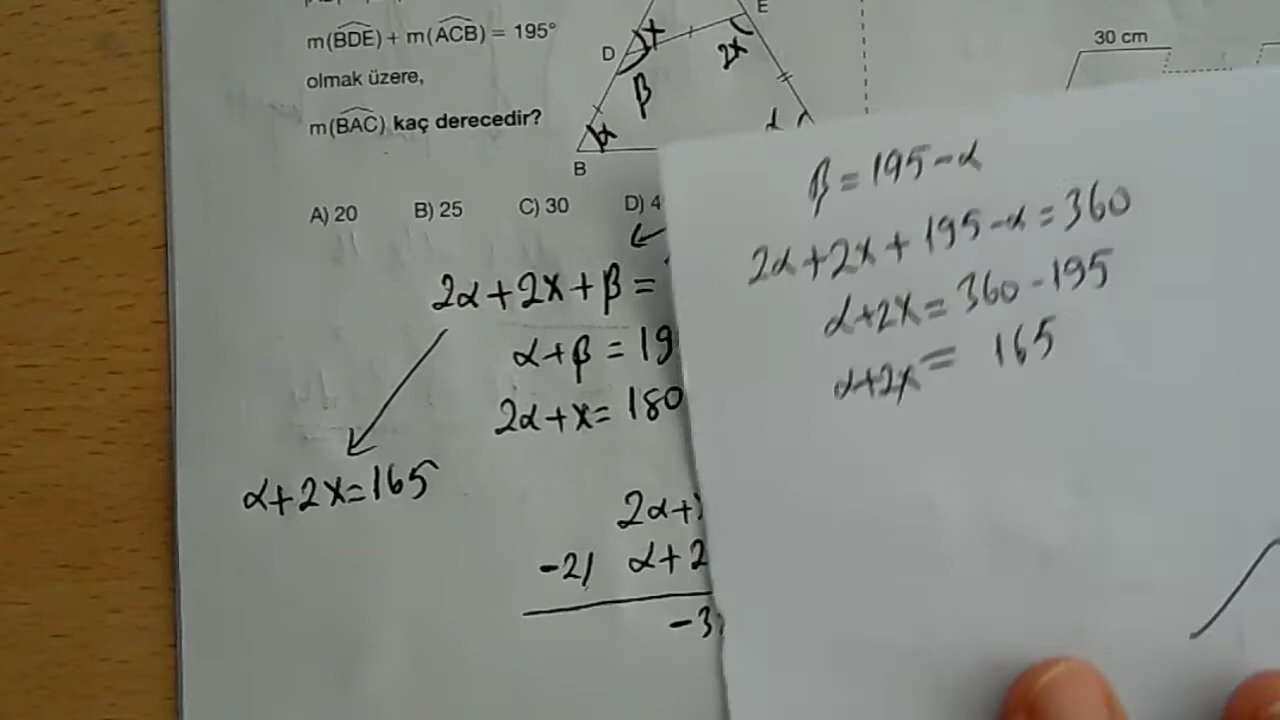 m(BDE) + m(ACB) = 195°
olmak üzere,
m(BAC) kaç derecedir?
D
E
x
2x
β
α
α
B
30 cm
A) 20 B) 25 C) 30 D) 4
2α+2x+β=
α+β = 19
2α+x= 180
α+2x=165
2α+
-2/ α+2
-3
β = 195-α
2α+2x+195-α=360
α+2x=360-195
α+2x= 165